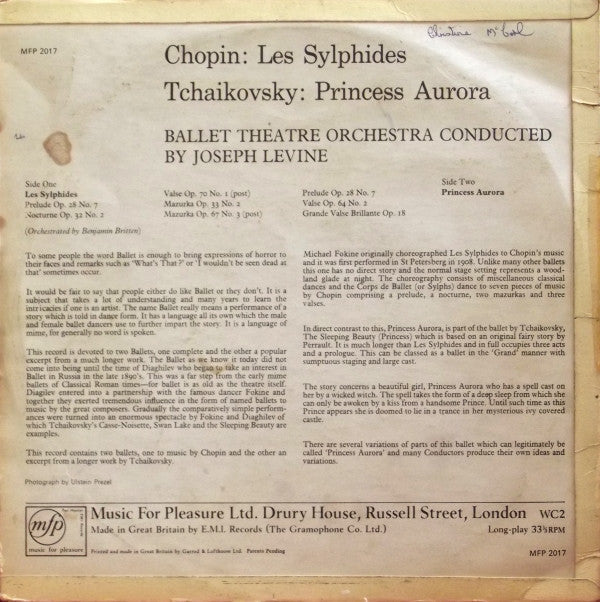 Christine
MFP 2017
Chopin: Les Sylphides
Tchaikovsky: Princess Aurora
BALLET THEATRE ORCHESTRA CONDUCTED
BY JOSEPH LEVINE
Side One
Les Sylphides
Prelude Op. 28 No. 7
Nocturne Op. 32 No. 2
Valse Op. 70 No. 1 (post)
Mazurka Op. 33 No. 2
Mazurka Op. 67 No. 3 (post)
Prelude Op. 28 No. 7
Valse Op. 64 No. 2
Grande Valse Brillante Op. 18
Side Two
Princess Aurora
(Orchestrated by Benjamin Britten)
To some people the word Ballet is enough to bring expressions of horror to
their faces and remarks such as 'What's That?' or 'I wouldn't be seen dead at
that' sometimes occur.
It would be fair to say that people either do like Ballet or they don't. It is a
subject that takes a lot of understanding and many years to learn the
intricacies if one is an artist. The name Ballet really means a performance of a
story which is told in dance form. It has a language all its own which the male
and female ballet dancers use to further impart the story. It is a language of
mime, for generally no word is spoken.
This record is devoted to two Ballets, one complete and the other a popular
excerpt from a much longer work. The Ballet as we know it today did not
come into being until the time of Diaghilev who began to take an interest in
Ballet in Russia in the late 1890's. This was a far step from the early mime
ballets of Classical Roman times—for ballet is as old as the theatre itself.
Diagilev entered into a partnership with the famous dancer Fokine and
together they exerted tremendous influence in the form of named ballets to
music by the great composers. Gradually the comparatively simple perform-
ances were turned into an enormous spectacle by Fokine and Diaghilev of
which Tchaikovsky's Casse-Noisette, Swan Lake and the Sleeping Beauty are
examples.
This record contains two ballets, one to music by Chopin and the other an
excerpt from a longer work by Tchaikovsky.
Photograph by Ullstein Prezel
Michael Fokine originally choreographed Les Sylphides to Chopin's music
and it was first performed in St Petersberg in 1908. Unlike many other ballets
this one has no direct story and the normal stage setting represents a wood-
land glade at night. The choreography consists of miscellaneous classical
dances and the Corps de Ballet (or Sylphs) dance to seven pieces of music
by Chopin comprising a prelude, a nocturne, two mazurkas and three
valses.
In direct contrast to this, Princess Aurora, is part of the ballet by Tchaikovsky,
The Sleeping Beauty (Princess) which is based on an original fairy story by
Perrault. It is much longer than Les Sylphides and in full occupies three acts
and a prologue. This can be classed as a ballet in the 'Grand' manner with
sumptuous staging and large cast.
The story concerns a beautiful girl, Princess Aurora who has a spell cast on
her by a wicked witch. The spell takes the form of a deep sleep from which she
can only be awoken by a kiss from a handsome Prince. Until such time as this
Prince appears she is doomed to lie in a trance in her mysterious ivy covered
castle.
There are several variations of parts of this ballet which can legitimately be
called 'Princess Aurora' and many Conductors produce their own ideas and
variations.
mfp
music for pleasure
Music For Pleasure Ltd. Drury House, Russell Street, London WC2
Made in Great Britain by E.M.I. Records (The Gramophone Co. Ltd.)
Long-play 33⅓RPM
Printed and made in Great Britain by Garrod & Lofthouse Ltd. Patents Pending
MFP 2017